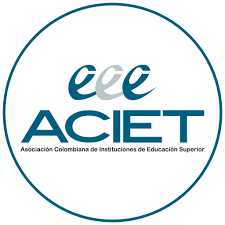 eee
ACIET
Asociación Colombiana de Instituciones de Educación Superior